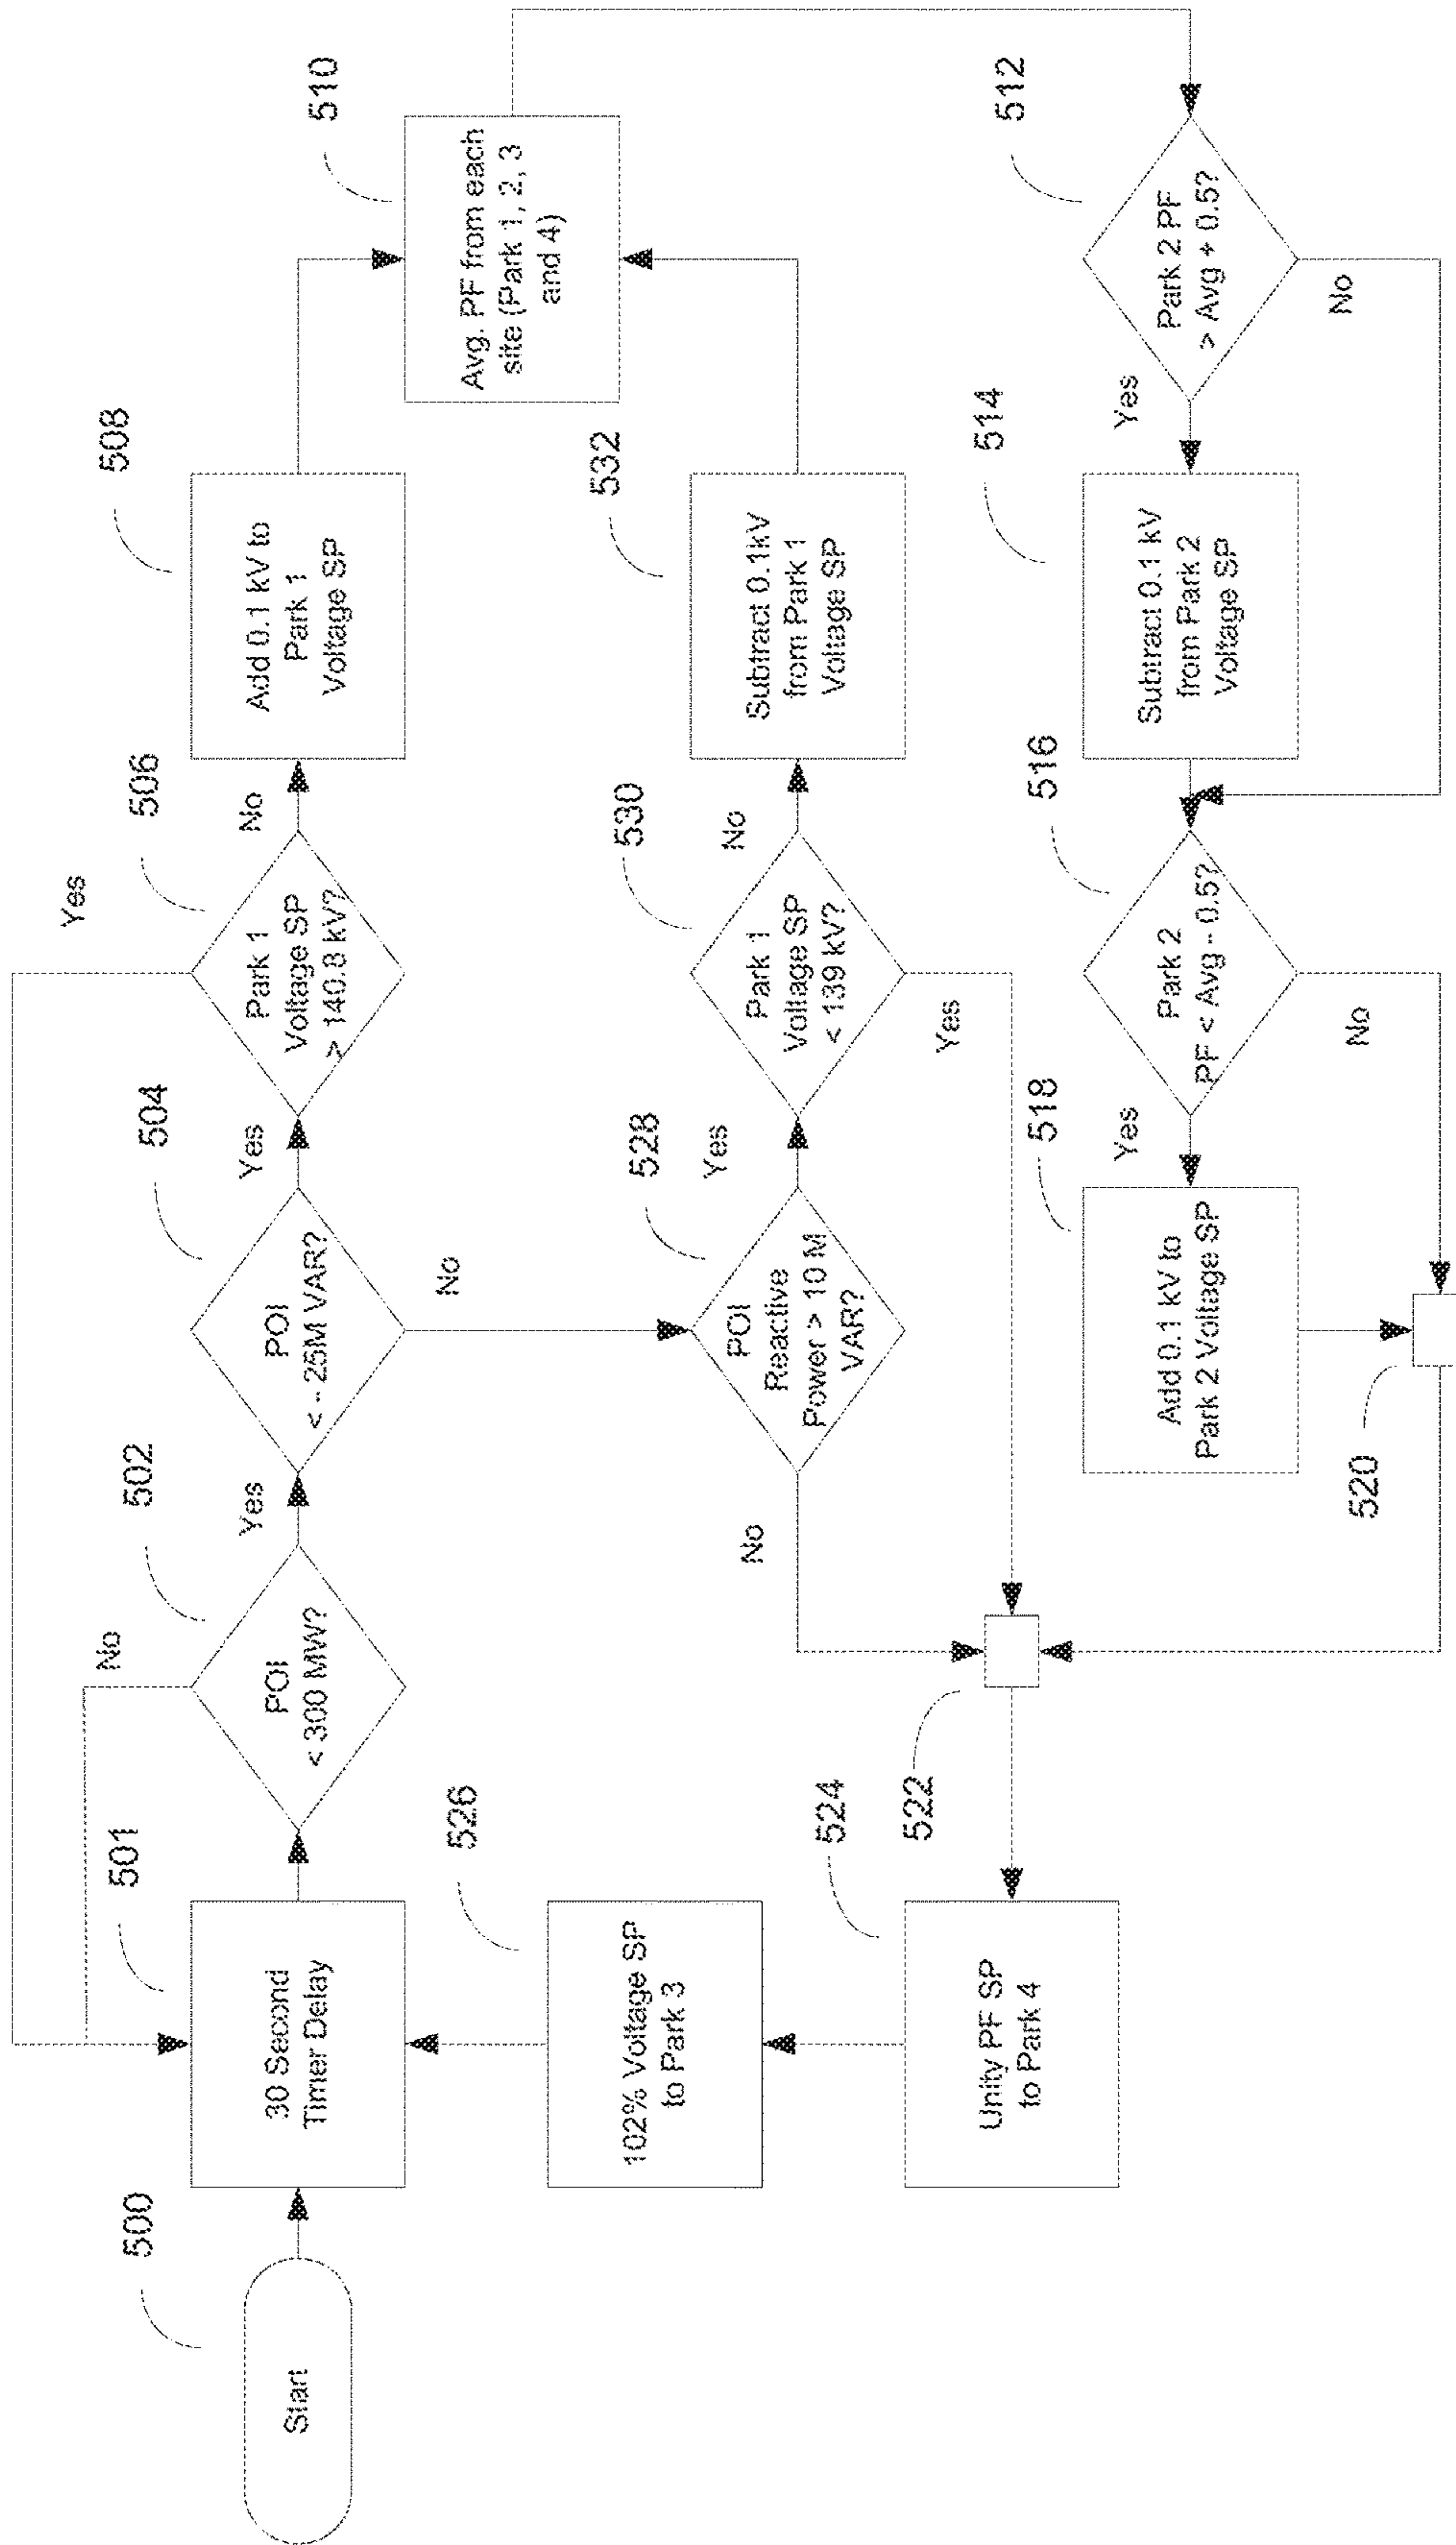 500
Start
501
30 Second
Timer Delay
502
POI
< 300 MW?
No
Yes
504
POI
< - 25M VAR?
Yes
No
506
Park 1
Voltage SP
> 140.8 kV?
Yes
No
508
Add 0.1 kV to
Park 1
Voltage SP
510
Avg. PF from each
site (Park 1, 2, 3
and 4)
526
102% Voltage SP
to Park 3
528
POI
Reactive
Power > 10 M
VAR?
Yes
No
530
Park 1
Voltage SP
< 139 kV?
No
Yes
532
Subtract 0.1kV
from Park 1
Voltage SP
524
Unity PF SP
to Park 4
522
518
Add 0.1 kV to
Park 2 Voltage SP
Yes
516
Park 2
PF < Avg - 0.5?
No
514
Subtract 0.1 kV
from Park 2
Voltage SP
Yes
512
Park 2 PF
> Avg + 0.5?
No
520